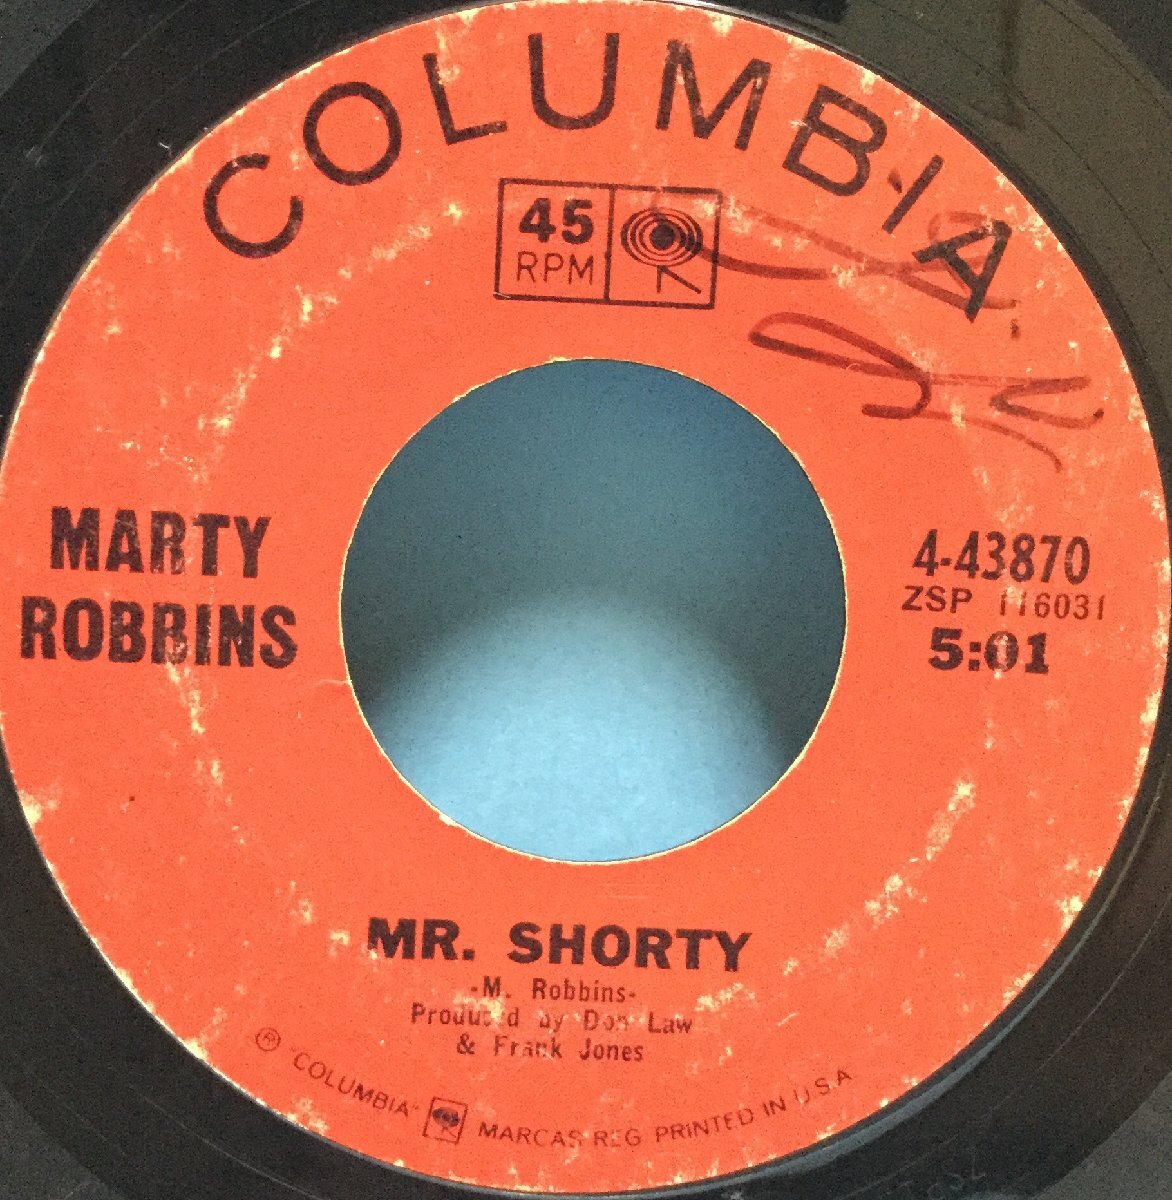 COLUMBIA
45
RPM
MARTY
ROBBINS
4-43870
ZSP 116031
5:01
MR. SHORTY
-M. Robbins-
Produced by Don Law
& Frank Jones
® "COLUMBIA" MARCAS REG PRINTED IN U.S.A